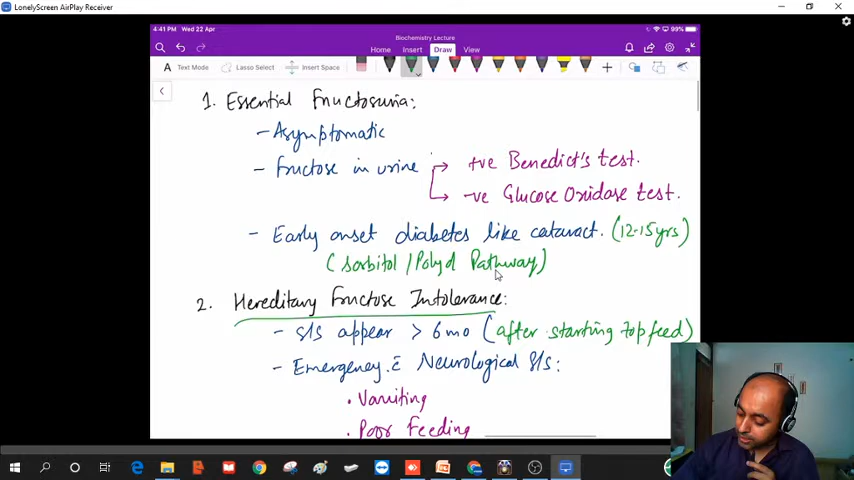 LonelyScreen AirPlay Receiver
4:41 PM Wed 22 Apr
99%
Biochemistry Lecture
Home Insert Draw View
Text Mode Lasso Select Insert Space
1. Essential Fructosuria:
- Asymptomatic
- Fructose in urine → +ve Benedict's test.
→ -ve Glucose Oxidase test.
- Early onset diabetes like cataract. (12-15yrs)
(Sorbitol / Polyol Pathway)
2. Hereditary Fructose Intolerance:
- S/S appear > 6mo (after starting top feed)
- Emergency c̄ Neurological S/S:
• Vomiting
• Poor Feeding